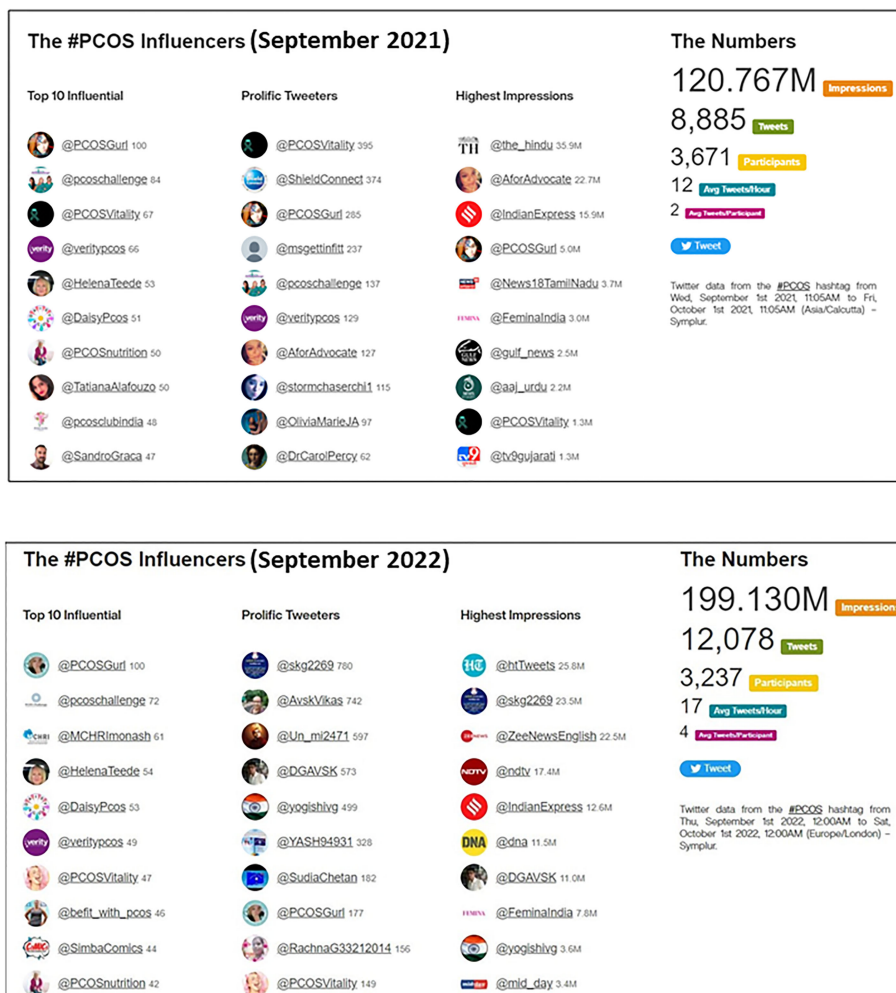 The #PCOS Influencers (September 2021)
Top 10 Influential
@PCOSGurl 100
@pcoschallenge 84
@PCOSVitality 67
@veritypcos 66
@HelenaTeede 53
@DaisyPcos 51
@PCOSnutrition 50
@TatianaAlafouzo 50
@pcosclubindia 48
@SandroGraca 47
Prolific Tweeters
@PCOSVitality 395
@ShieldConnect 374
@PCOSGurl 285
@msgettinfitt 237
@pcoschallenge 137
@veritypcos 129
@AforAdvocate 127
@stormchaserchi1 115
@OliviaMarieJA 97
@DrCarolPercy 62
Highest Impressions
TH @the_hindu 35.9M
@AforAdvocate 22.7M
@IndianExpress 15.9M
@PCOSGurl 5.0M
@News18TamilNadu 3.7M
FEMINA @FeminaIndia 3.0M
@gulf_news 2.5M
@aaj_urdu 2.2M
@PCOSVitality 1.3M
tv9 @tv9gujarati 1.3M
The Numbers
120.767M Impressions
8,885 Tweets
3,671 Participants
12 Avg Tweets/Hour
2 Avg Tweets/Participant
Tweet
Twitter data from the #PCOS hashtag from
Wed, September 1st 2021, 11:05AM to Fri,
October 1st 2021, 11:05AM (Asia/Calcutta) –
Symplur.
The #PCOS Influencers (September 2022)
Top 10 Influential
@PCOSGurl 100
@pcoschallenge 72
MCHRI @MCHRImonash 61
@HelenaTeede 54
@DaisyPcos 53
verity @veritypcos 49
@PCOSVitality 47
@befit_with_pcos 46
@SimbaComics 44
@PCOSnutrition 42
Prolific Tweeters
@skg2269 780
@AvskVikas 742
@Un_mi2471 597
@DGAVSK 573
@yogishivg 499
@YASH94931 328
@SudiaChetan 182
@PCOSGurl 177
@RachnaG33212014 156
@PCOSVitality 149
Highest Impressions
HT @htTweets 25.8M
@skg2269 23.5M
@ZeeNewsEnglish 22.5M
NDTV @ndtv 17.4M
@IndianExpress 12.6M
DNA @dna 11.5M
@DGAVSK 11.0M
FEMINA @FeminaIndia 7.8M
@yogishivg 3.6M
mid-day @mid_day 3.4M
The Numbers
199.130M Impression
12,078 Tweets
3,237 Participants
17 Avg Tweets/Hour
4 Avg Tweets/Participant
Tweet
Twitter data from the #PCOS hashtag from
Thu, September 1st 2022, 12:00AM to Sat,
October 1st 2022, 12:00AM (Europe/London) –
Symplur.